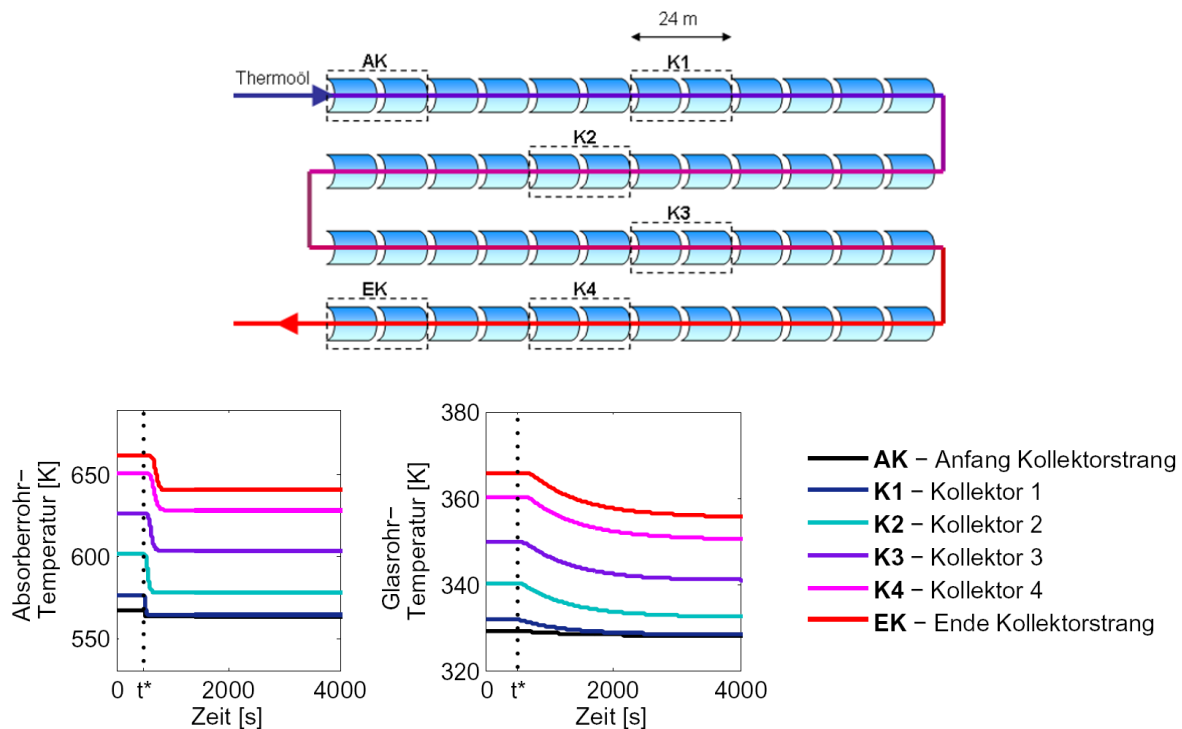 24 m
Thermoöl
AK
K1
K2
K3
EK
K4
Absorberrohr–
Temperatur [K]
650
600
550
0 t* 2000 4000
Zeit [s]
Glasrohr–
Temperatur [K]
380
360
340
320
0 t* 2000 4000
Zeit [s]
AK – Anfang Kollektorstrang
K1 – Kollektor 1
K2 – Kollektor 2
K3 – Kollektor 3
K4 – Kollektor 4
EK – Ende Kollektorstrang